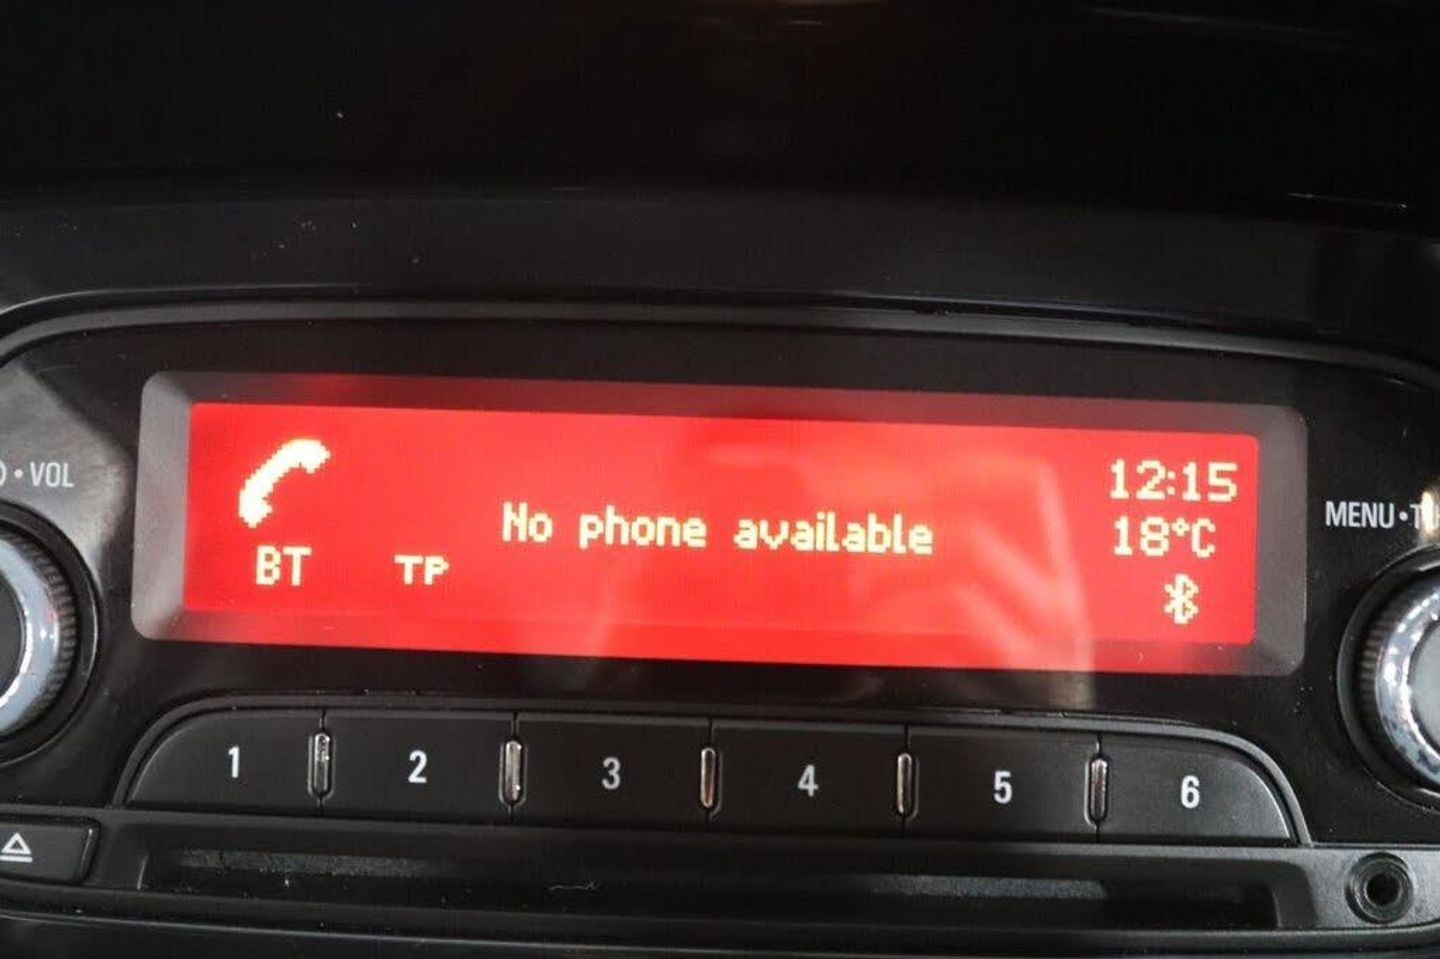 VOL
No phone available
BT
TP
12:15
18°C
MENU
1
2
3
4
5
6